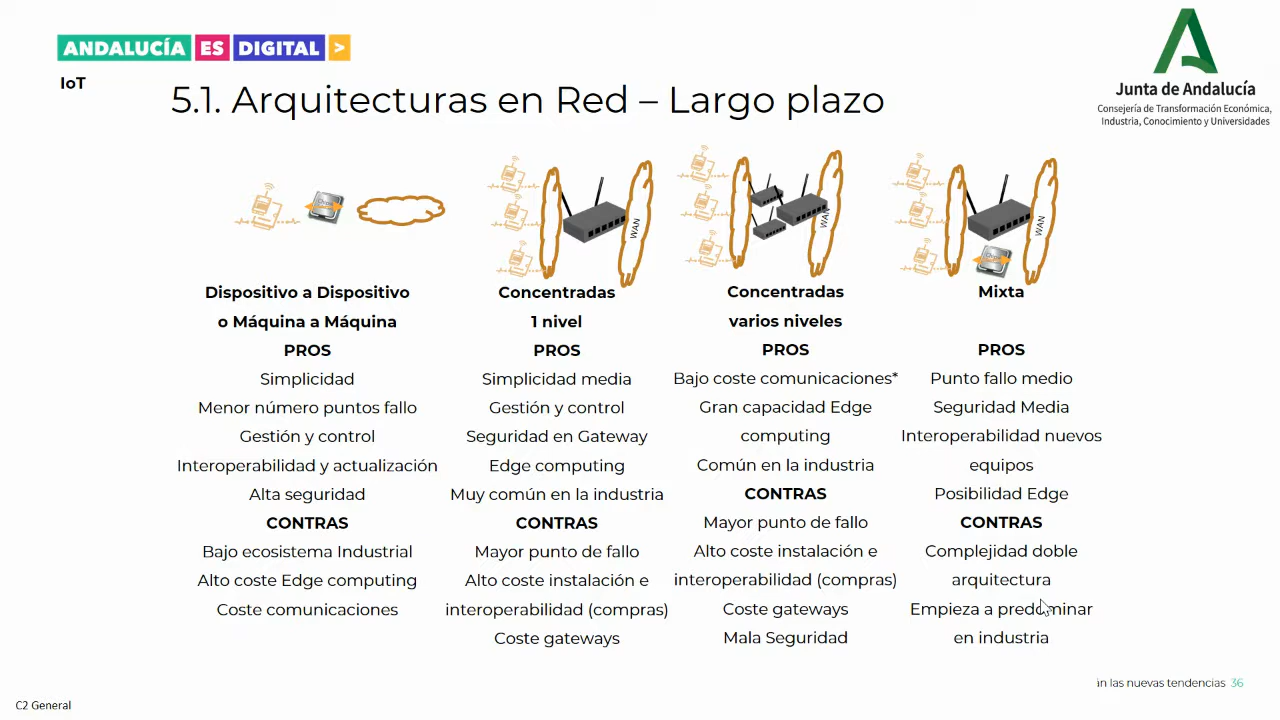 ANDALUCÍA ES DIGITAL >
IoT
5.1. Arquitecturas en Red – Largo plazo
Junta de Andalucía
Consejería de Transformación Económica,
Industria, Conocimiento y Universidades
WAN
WAN
WAN
Dispositivo a Dispositivo
o Máquina a Máquina
PROS
Simplicidad
Menor número puntos fallo
Gestión y control
Interoperabilidad y actualización
Alta seguridad
CONTRAS
Bajo ecosistema Industrial
Alto coste Edge computing
Coste comunicaciones
Concentradas
1 nivel
PROS
Simplicidad media
Gestión y control
Seguridad en Gateway
Edge computing
Muy común en la industria
CONTRAS
Mayor punto de fallo
Alto coste instalación e
interoperabilidad (compras)
Coste gateways
Concentradas
varios niveles
PROS
Bajo coste comunicaciones*
Gran capacidad Edge
computing
Común en la industria
CONTRAS
Mayor punto de fallo
Alto coste instalación e
interoperabilidad (compras)
Coste gateways
Mala Seguridad
Mixta
PROS
Punto fallo medio
Seguridad Media
Interoperabilidad nuevos
equipos
Posibilidad Edge
CONTRAS
Complejidad doble
arquitectura
Empieza a predominar
en industria
las nuevas tendencias 36
C2 General